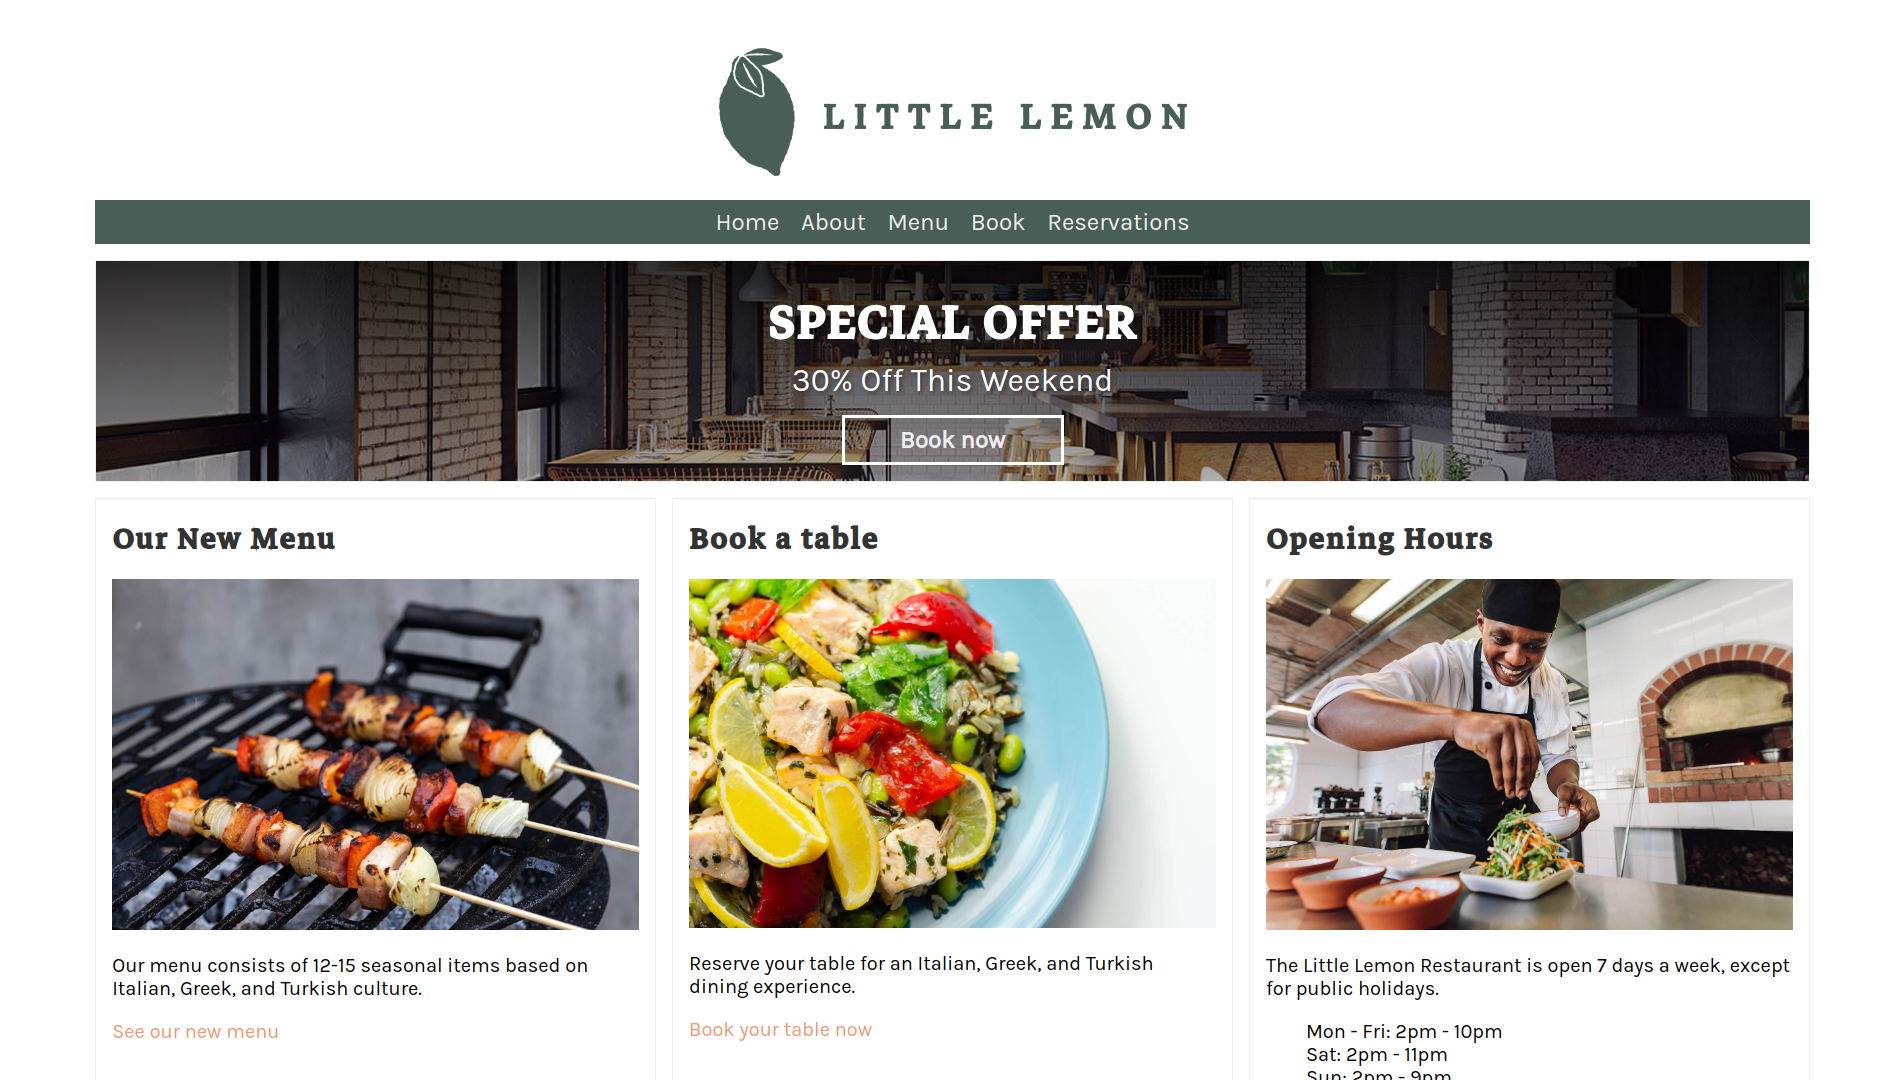 LITTLE LEMON
Home About Menu Book Reservations
SPECIAL OFFER
30% Off This Weekend
Book now
Our New Menu
Our menu consists of 12-15 seasonal items based on
Italian, Greek, and Turkish culture.
See our new menu
Book a table
Reserve your table for an Italian, Greek, and Turkish
dining experience.
Book your table now
Opening Hours
The Little Lemon Restaurant is open 7 days a week, except
for public holidays.
Mon - Fri: 2pm - 10pm
Sat: 2pm - 11pm
Sun: 2pm - 9pm